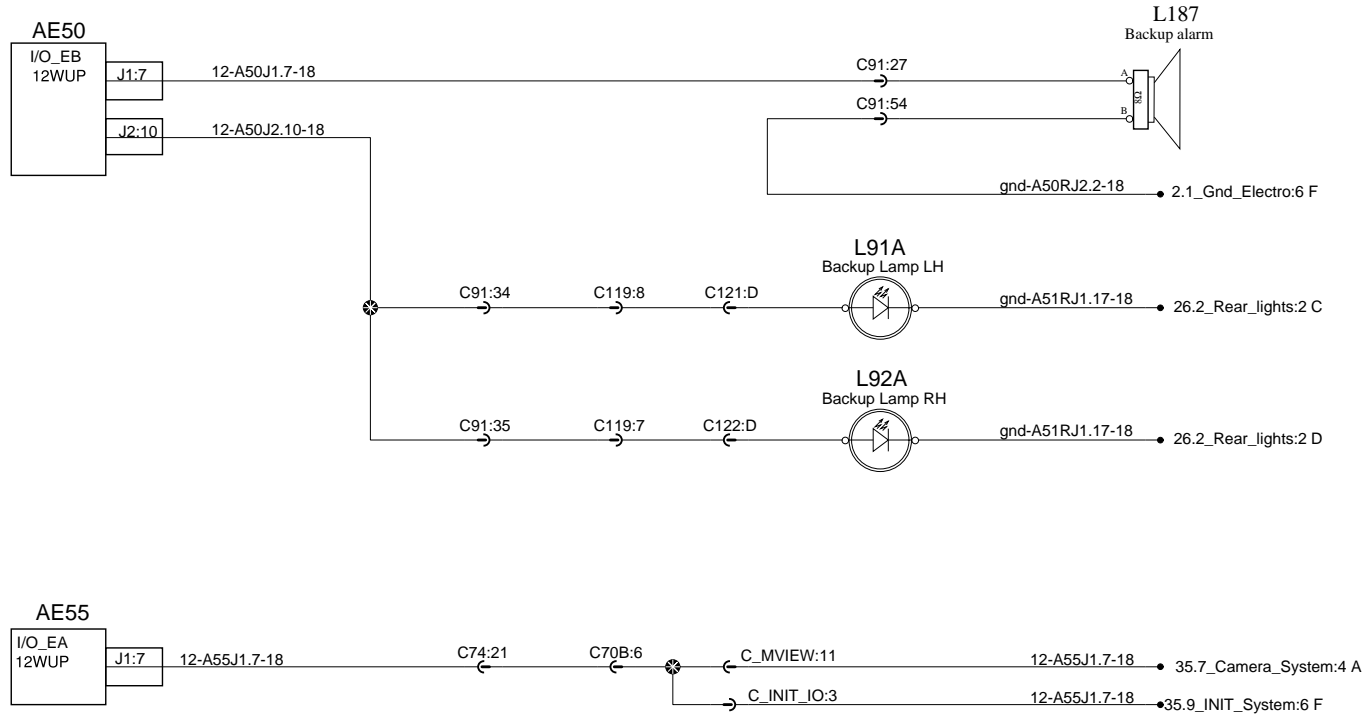 AE50
L187
Backup alarm
I/O_EB
12WUP
J1:7
12-A50J1.7-18
C91:27
A
8Ω
J2:10
12-A50J2.10-18
C91:54
B
gnd-A50RJ2.2-18
2.1_Gnd_Electro:6 F
L91A
Backup Lamp LH
C91:34
C119:8
C121:D
gnd-A51RJ1.17-18
26.2_Rear_lights:2 C
L92A
Backup Lamp RH
C91:35
C119:7
C122:D
gnd-A51RJ1.17-18
26.2_Rear_lights:2 D
AE55
I/O_EA
12WUP
J1:7
12-A55J1.7-18
C74:21
C70B:6
C_MVIEW:11
12-A55J1.7-18
35.7_Camera_System:4 A
C_INIT_IO:3
12-A55J1.7-18
35.9_INIT_System:6 F